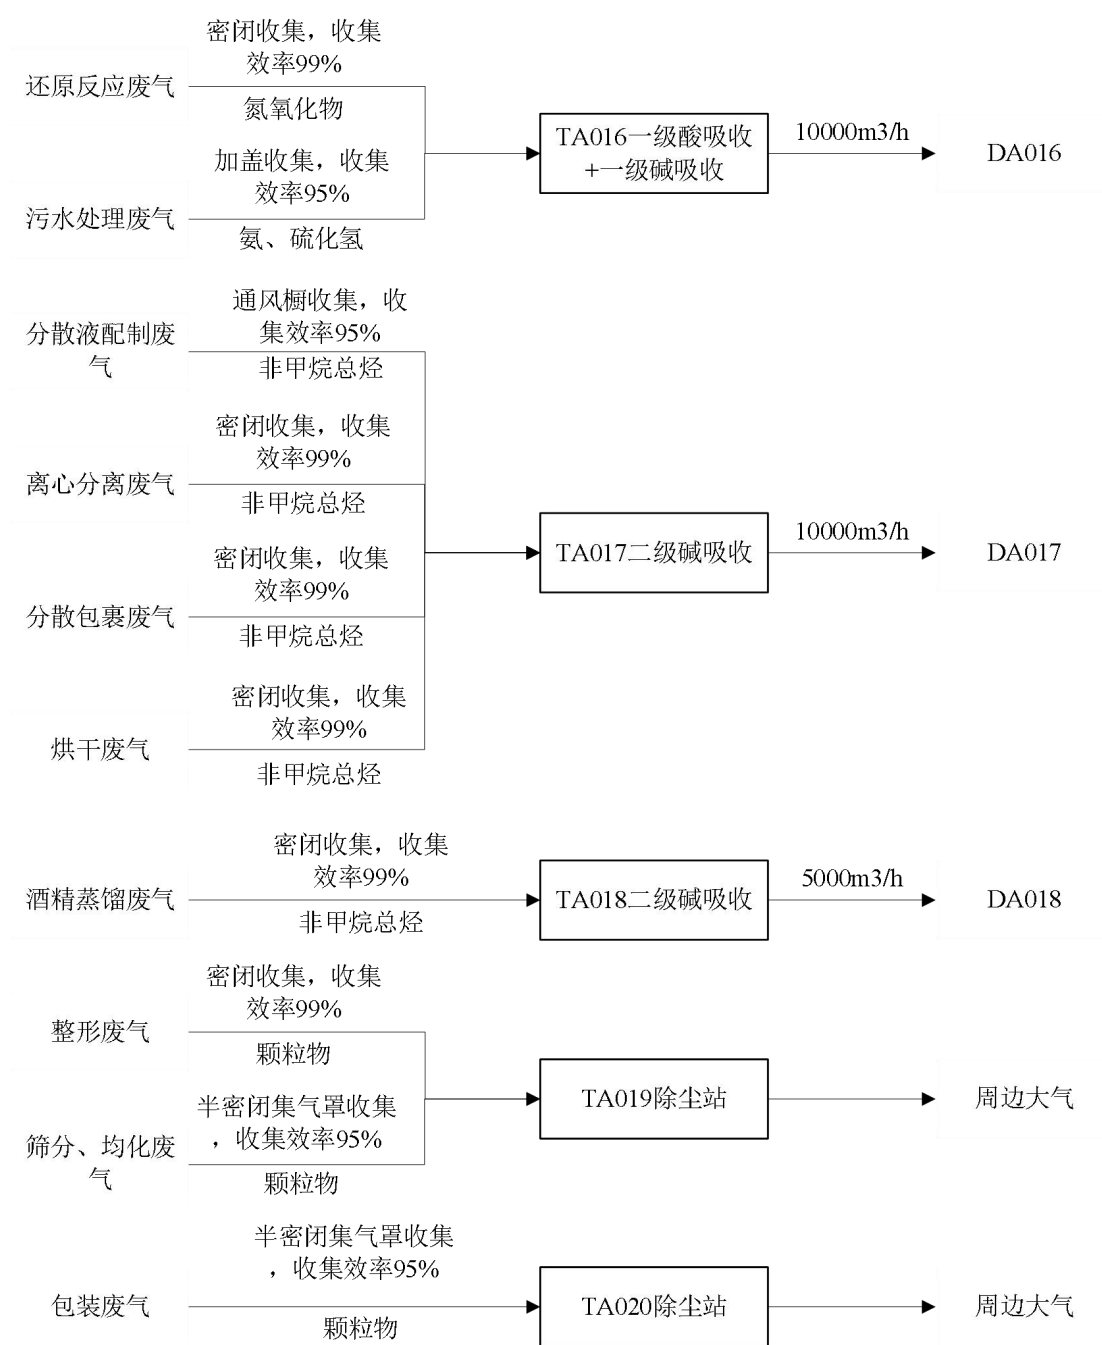 密闭收集，收集
效率99%
还原反应废气
氮氧化物
加盖收集，收集
效率95%
污水处理废气
氨、硫化氢
TA016一级酸吸收
+一级碱吸收
10000m3/h
DA016
通风橱收集，收
集效率95%
分散液配制废
气
非甲烷总烃
密闭收集，收集
效率99%
离心分离废气
非甲烷总烃
密闭收集，收集
效率99%
分散包裹废气
非甲烷总烃
密闭收集，收集
效率99%
烘干废气
非甲烷总烃
TA017二级碱吸收
10000m3/h
DA017
密闭收集，收集
效率99%
酒精蒸馏废气
非甲烷总烃
TA018二级碱吸收
5000m3/h
DA018
密闭收集，收集
效率99%
整形废气
颗粒物
半密闭集气罩收集
，收集效率95%
筛分、均化废
气
颗粒物
TA019除尘站
周边大气
半密闭集气罩收集
，收集效率95%
包装废气
颗粒物
TA020除尘站
周边大气